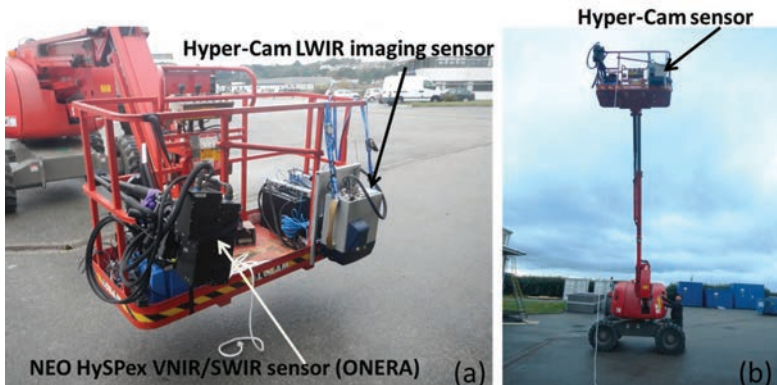 Hyper-Cam LWIR imaging sensor
NEO HySPex VNIR/SWIR sensor (ONERA)
(a)
Hyper-Cam sensor
(b)